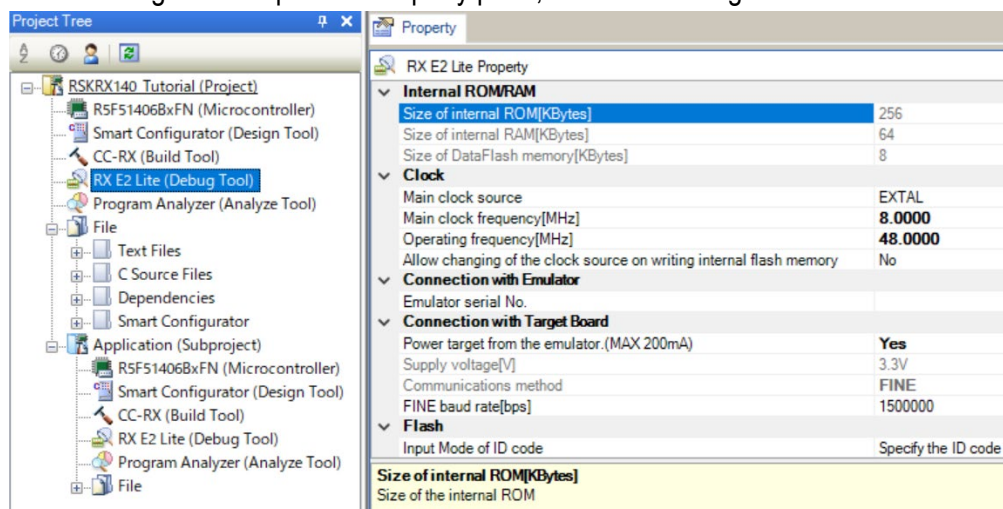 Project Tree
RSKRX140_Tutorial (Project)
R5F51406BxFN (Microcontroller)
Smart Configurator (Design Tool)
CC-RX (Build Tool)
RX E2 Lite (Debug Tool)
Program Analyzer (Analyze Tool)
File
Text Files
C Source Files
Dependencies
Smart Configurator
Application (Subproject)
R5F51406BxFN (Microcontroller)
Smart Configurator (Design Tool)
CC-RX (Build Tool)
RX E2 Lite (Debug Tool)
Program Analyzer (Analyze Tool)
File
Property
RX E2 Lite Property
Internal ROM/RAM
Size of internal ROM[KBytes] 256
Size of internal RAM[KBytes] 64
Size of DataFlash memory[KBytes] 8
Clock
Main clock source EXTAL
Main clock frequency[MHz] 8.0000
Operating frequency[MHz] 48.0000
Allow changing of the clock source on writing internal flash memory No
Connection with Emulator
Emulator serial No.
Connection with Target Board
Power target from the emulator.(MAX 200mA) Yes
Supply voltage[V] 3.3V
Communications method FINE
FINE baud rate[bps] 1500000
Flash
Input Mode of ID code Specify the ID code
Size of internal ROM[KBytes]
Size of the internal ROM